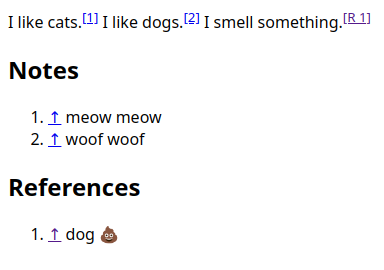 I like cats.[1] I like dogs.[2] I smell something.[R 1]
Notes
1. ↑ meow meow
2. ↑ woof woof
References
1. ↑ dog 💩